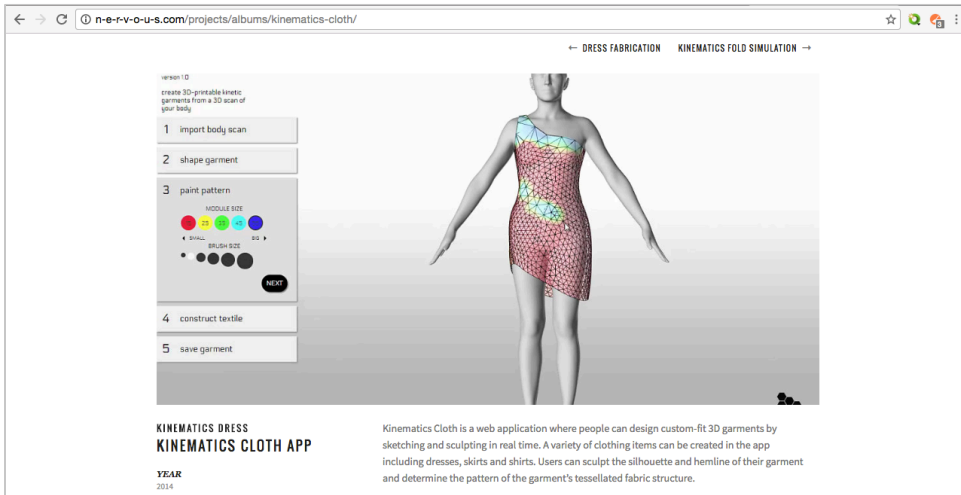 n-e-r-v-o-u-s.com/projects/albums/kinematics-cloth/
3
← DRESS FABRICATION KINEMATICS FOLD SIMULATION →
version 1.0
create 3D-printable kinetic
garments from a 3D scan of
your body
1 import body scan
2 shape garment
3 paint pattern
MODULE SIZE
SMALL BIG
BRUSH SIZE
NEXT
4 construct textile
5 save garment
KINEMATICS DRESS
KINEMATICS CLOTH APP
YEAR
2014
Kinematics Cloth is a web application where people can design custom-fit 3D garments by
sketching and sculpting in real time. A variety of clothing items can be created in the app
including dresses, skirts and shirts. Users can sculpt the silhouette and hemline of their garment
and determine the pattern of the garment's tessellated fabric structure.